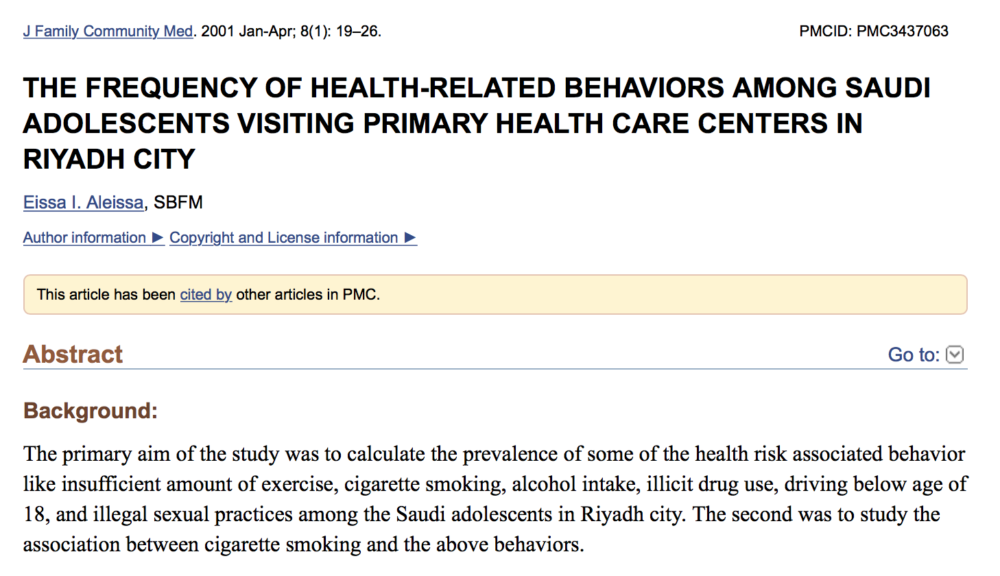 J Family Community Med. 2001 Jan-Apr; 8(1): 19–26. PMCID: PMC3437063
THE FREQUENCY OF HEALTH-RELATED BEHAVIORS AMONG SAUDI
ADOLESCENTS VISITING PRIMARY HEALTH CARE CENTERS IN
RIYADH CITY
Eissa I. Aleissa, SBFM
Author information ► Copyright and License information ►
This article has been cited by other articles in PMC.
Abstract Go to:
Background:
The primary aim of the study was to calculate the prevalence of some of the health risk associated behavior
like insufficient amount of exercise, cigarette smoking, alcohol intake, illicit drug use, driving below age of
18, and illegal sexual practices among the Saudi adolescents in Riyadh city. The second was to study the
association between cigarette smoking and the above behaviors.